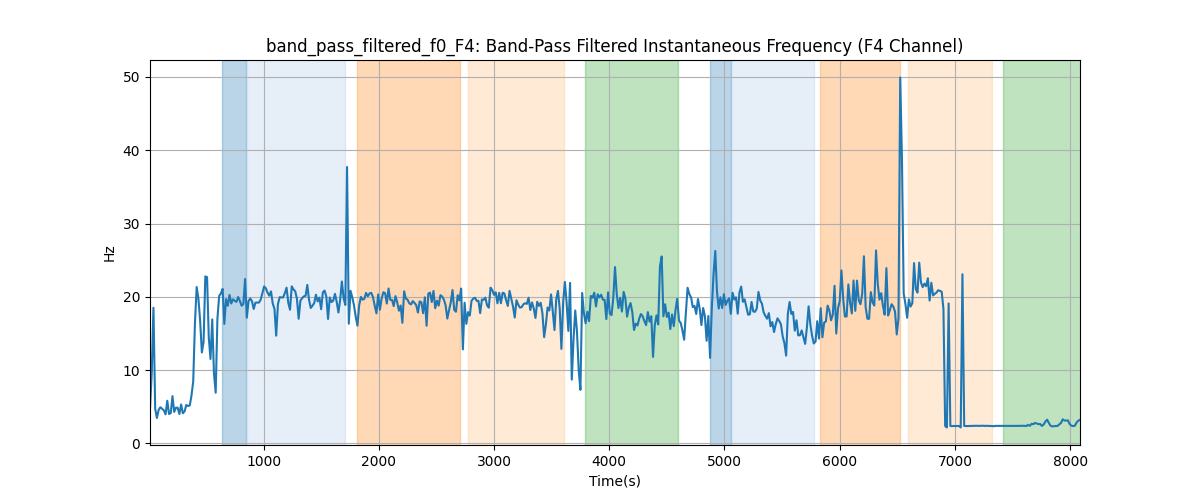 band_pass_filtered_f0_F4: Band-Pass Filtered Instantaneous Frequency (F4 Channel)
50
40
30
20
10
0
Hz
1000 2000 3000 4000 5000 6000 7000 8000
Time(s)